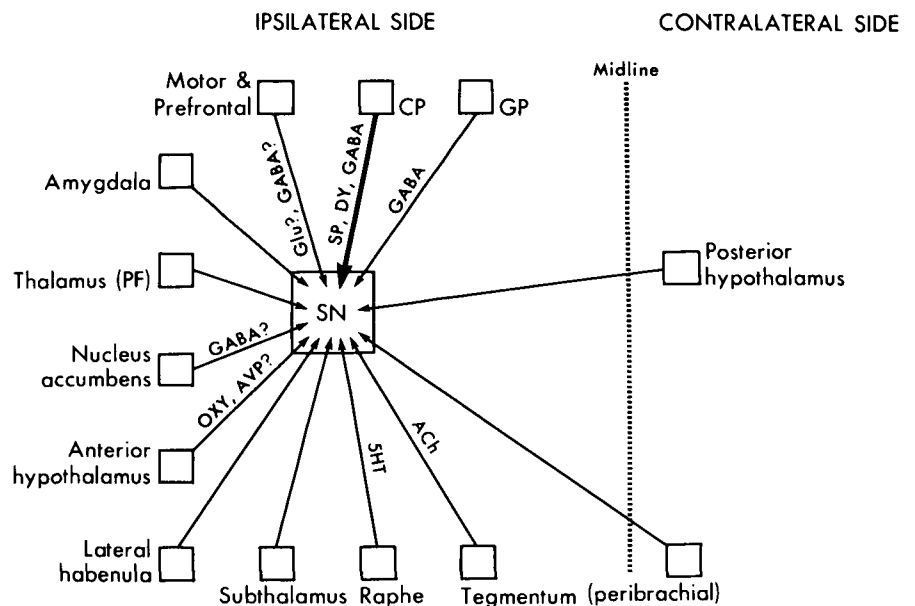 IPSILATERAL SIDE
CONTRALATERAL SIDE
Midline
Motor &
Prefrontal
CP
GP
Glu?, GABA?
SP, DY, GABA
GABA
Amygdala
Thalamus (PF)
SN
Posterior
hypothalamus
GABA?
Nucleus
accumbens
OXY, AVP?
Anterior
hypothalamus
5HT
ACh
Lateral
habenula
Subthalamus
Raphe
Tegmentum (peribrachial)